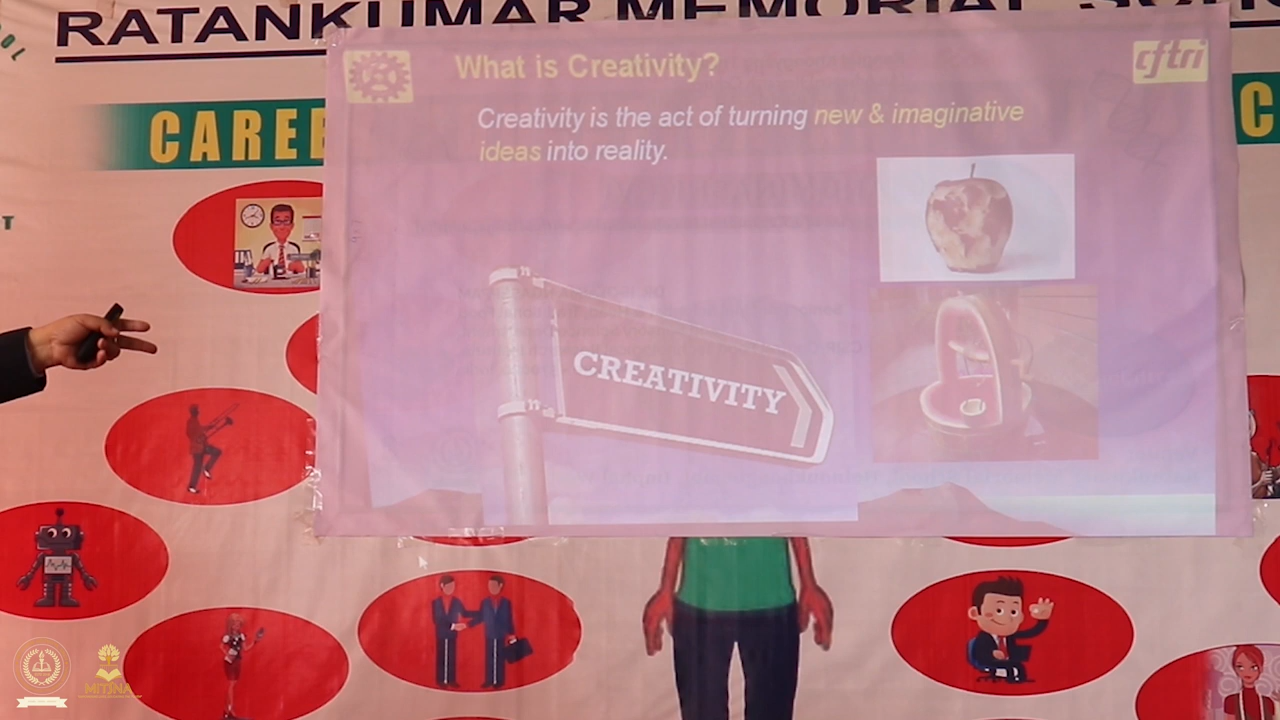 RATANKUMAR MEMORIAL
CAREE
C
What is Creativity?
cftri
Creativity is the act of turning new & imaginative
ideas into reality.
CREATIVITY
MITJNA